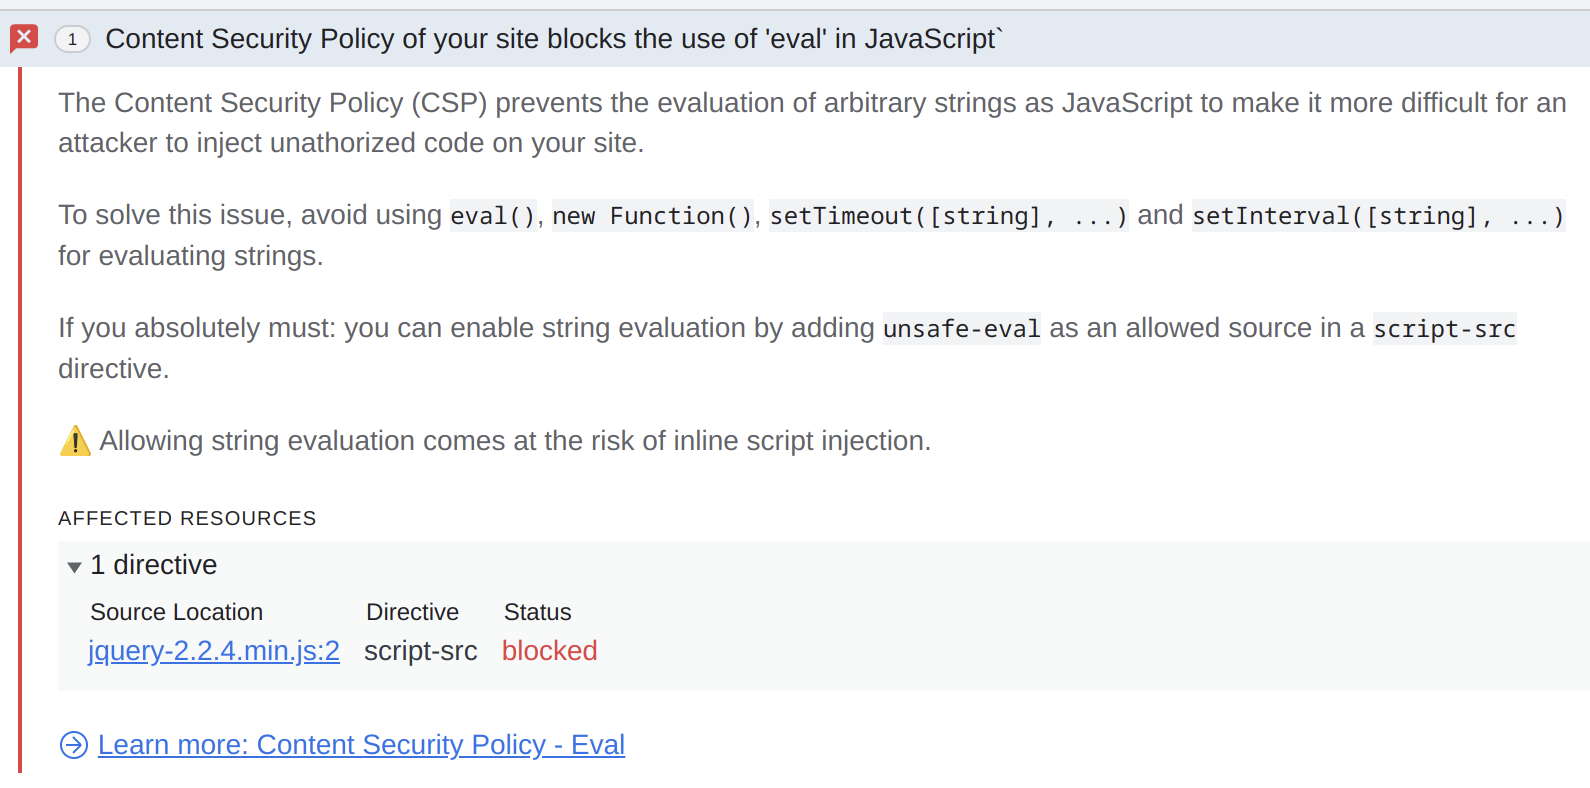 1 Content Security Policy of your site blocks the use of 'eval' in JavaScript`
The Content Security Policy (CSP) prevents the evaluation of arbitrary strings as JavaScript to make it more difficult for an
attacker to inject unathorized code on your site.
To solve this issue, avoid using eval(), new Function(), setTimeout([string], ...) and setInterval([string], ...)
for evaluating strings.
If you absolutely must: you can enable string evaluation by adding unsafe-eval as an allowed source in a script-src
directive.
⚠️ Allowing string evaluation comes at the risk of inline script injection.
AFFECTED RESOURCES
▼ 1 directive
Source Location Directive Status
jquery-2.2.4.min.js:2 script-src blocked
Learn more: Content Security Policy - Eval